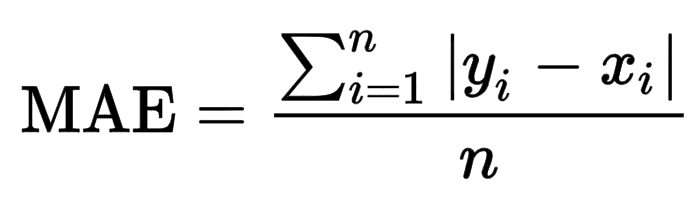 MAE = \frac{\sum_{i=1}^{n} |y_i - x_i|}{n}